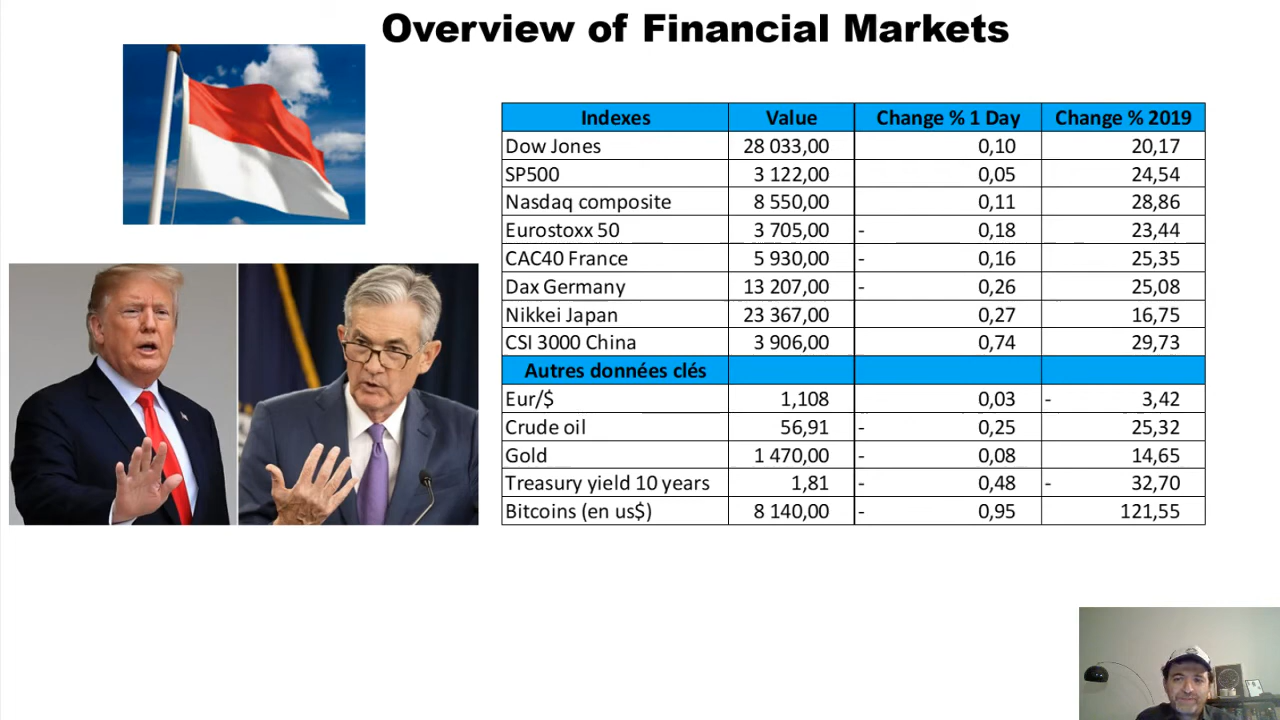 Overview of Financial Markets
Indexes Value Change % 1 Day Change % 2019
Dow Jones 28 033,00 0,10 20,17
SP500 3 122,00 0,05 24,54
Nasdaq composite 8 550,00 0,11 28,86
Eurostoxx 50 3 705,00 - 0,18 23,44
CAC40 France 5 930,00 - 0,16 25,35
Dax Germany 13 207,00 - 0,26 25,08
Nikkei Japan 23 367,00 0,27 16,75
CSI 3000 China 3 906,00 0,74 29,73
Autres données clés
Eur/$ 1,108 0,03 - 3,42
Crude oil 56,91 - 0,25 25,32
Gold 1 470,00 - 0,08 14,65
Treasury yield 10 years 1,81 - 0,48 - 32,70
Bitcoins (en us$) 8 140,00 - 0,95 121,55